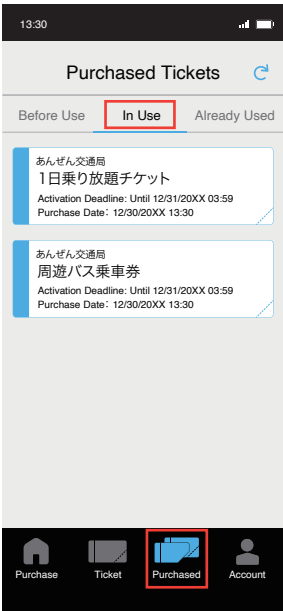 13:30
Purchased Tickets
Before Use
In Use
Already Used
あんぜん交通局
1日乗り放題チケット
Activation Deadline: Until 12/31/20XX 03:59
Purchase Date：12/30/20XX 13:30
あんぜん交通局
周遊バス乗車券
Activation Deadline: Until 12/31/20XX 03:59
Purchase Date：12/30/20XX 13:30
Purchase
Ticket
Purchased
Account